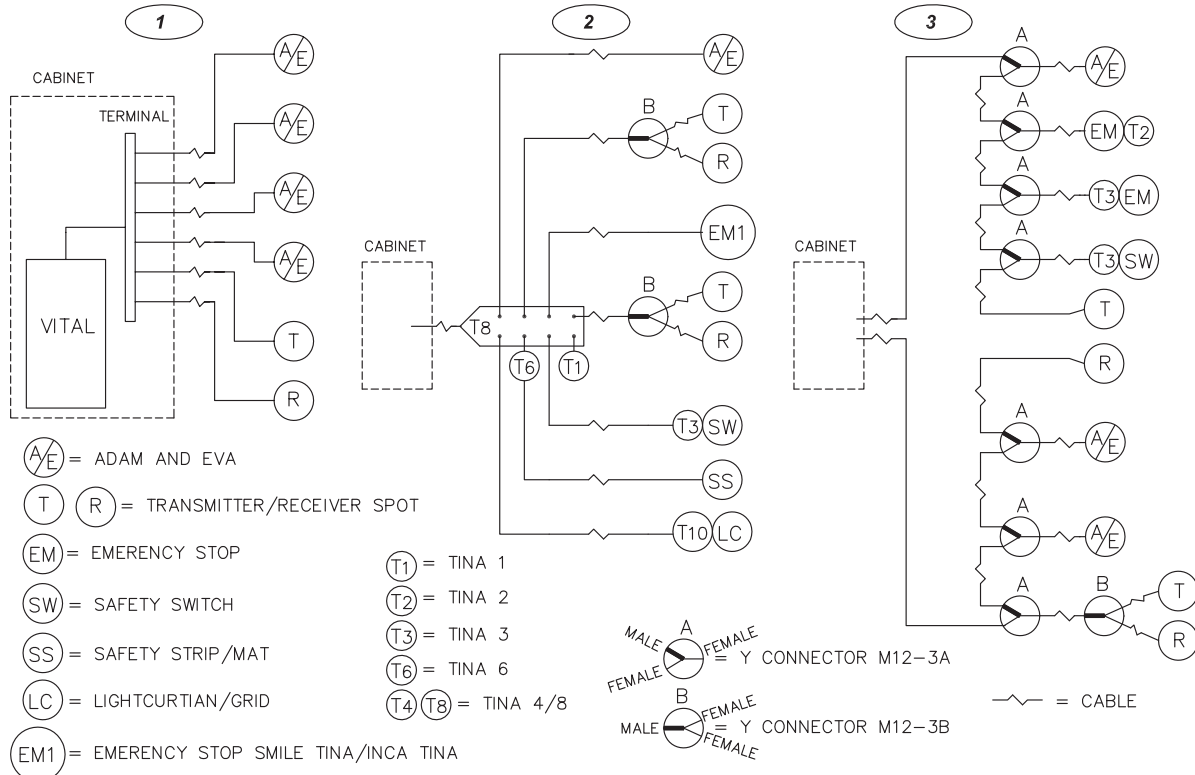 1
CABINET
TERMINAL
VITAL
A/E
A/E
A/E
A/E
T
R
2
CABINET
T8
A/E
B
T
R
EM1
B
T
R
T6
T1
T3 SW
SS
T10 LC
3
CABINET
A
A/E
A
EM T2
A
T3 EM
A
T3 SW
T
R
A
A/E
A
A/E
A
B
T
R
A/E = ADAM AND EVA
T R = TRANSMITTER/RECEIVER SPOT
EM = EMERENCY STOP
SW = SAFETY SWITCH
SS = SAFETY STRIP/MAT
LC = LIGHTCURTIAN/GRID
EM1 = EMERENCY STOP SMILE TINA/INCA TINA
T1 = TINA 1
T2 = TINA 2
T3 = TINA 3
T6 = TINA 6
T4 T8 = TINA 4/8
A
MALE FEMALE
FEMALE
= Y CONNECTOR M12-3A
B
MALE FEMALE
FEMALE
= Y CONNECTOR M12-3B
= CABLE